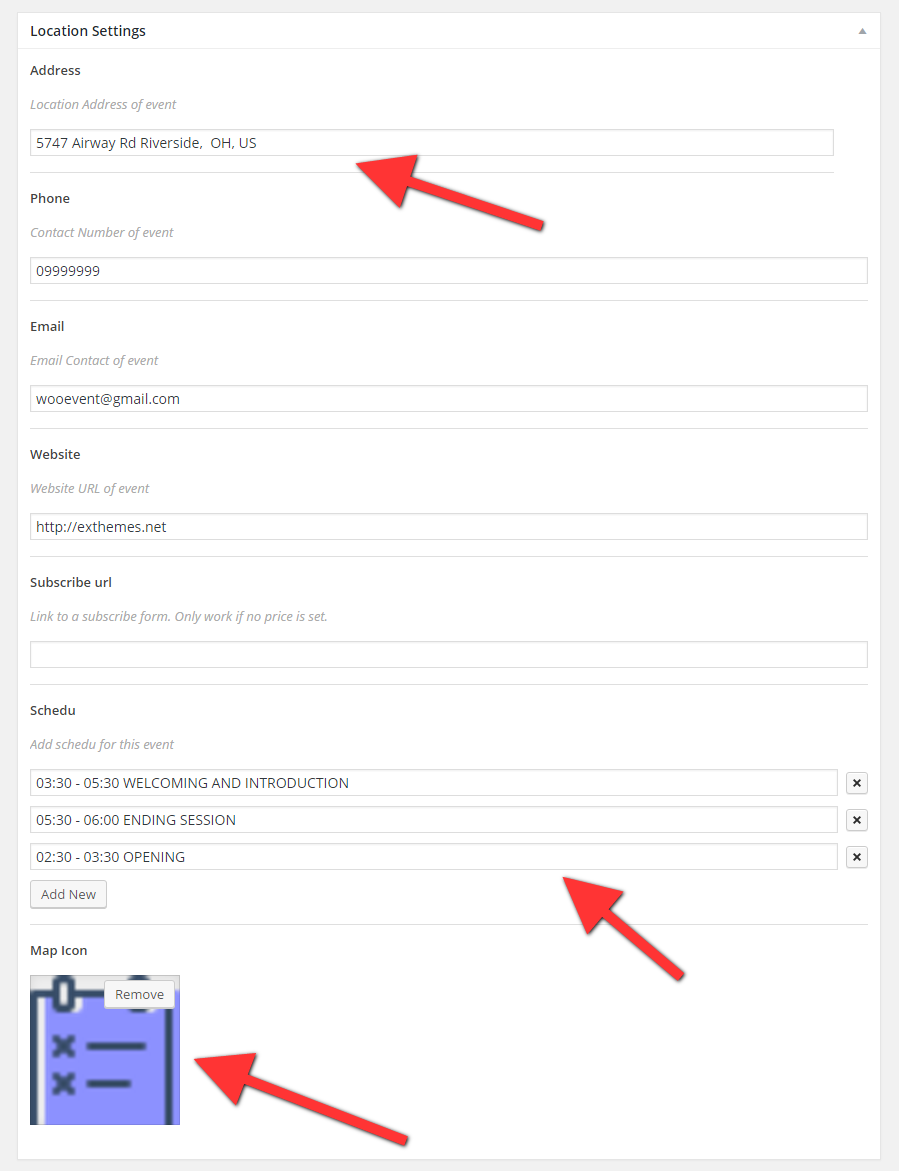 Location Settings
Address
Location Address of event
5747 Airway Rd Riverside,  OH, US
Phone
Contact Number of event
09999999
Email
Email Contact of event
wooevent@gmail.com
Website
Website URL of event
http://exthemes.net
Subscribe url
Link to a subscribe form. Only work if no price is set.
Schedu
Add schedu for this event
03:30 - 05:30 WELCOMING AND INTRODUCTION
05:30 - 06:00 ENDING SESSION
02:30 - 03:30 OPENING
Add New
Map Icon
Remove